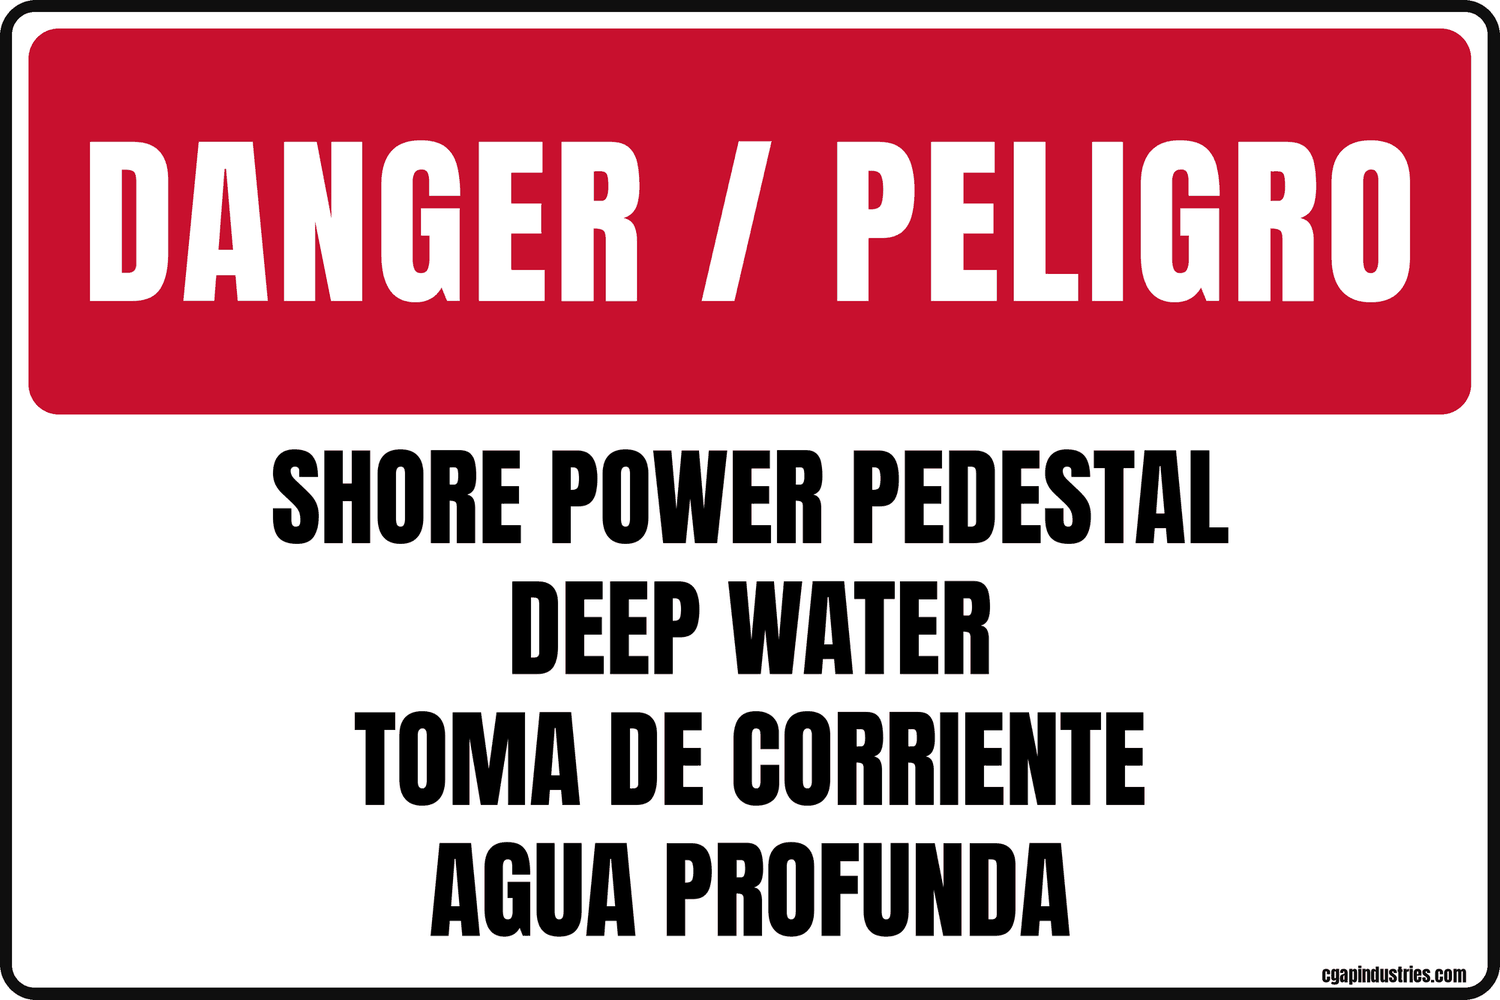 DANGER / PELIGRO
SHORE POWER PEDESTAL
DEEP WATER
TOMA DE CORRIENTE
AGUA PROFUNDA
cgapindustries.com